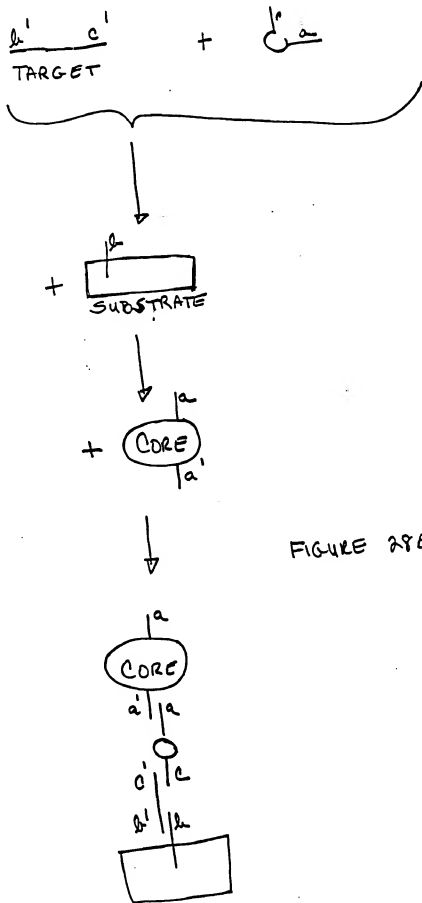 b' c' + c a
TARGET
b
+
SUBSTRATE
a
+ CORE
a'
FIGURE 28
a
CORE
a' a
c' c
b' b